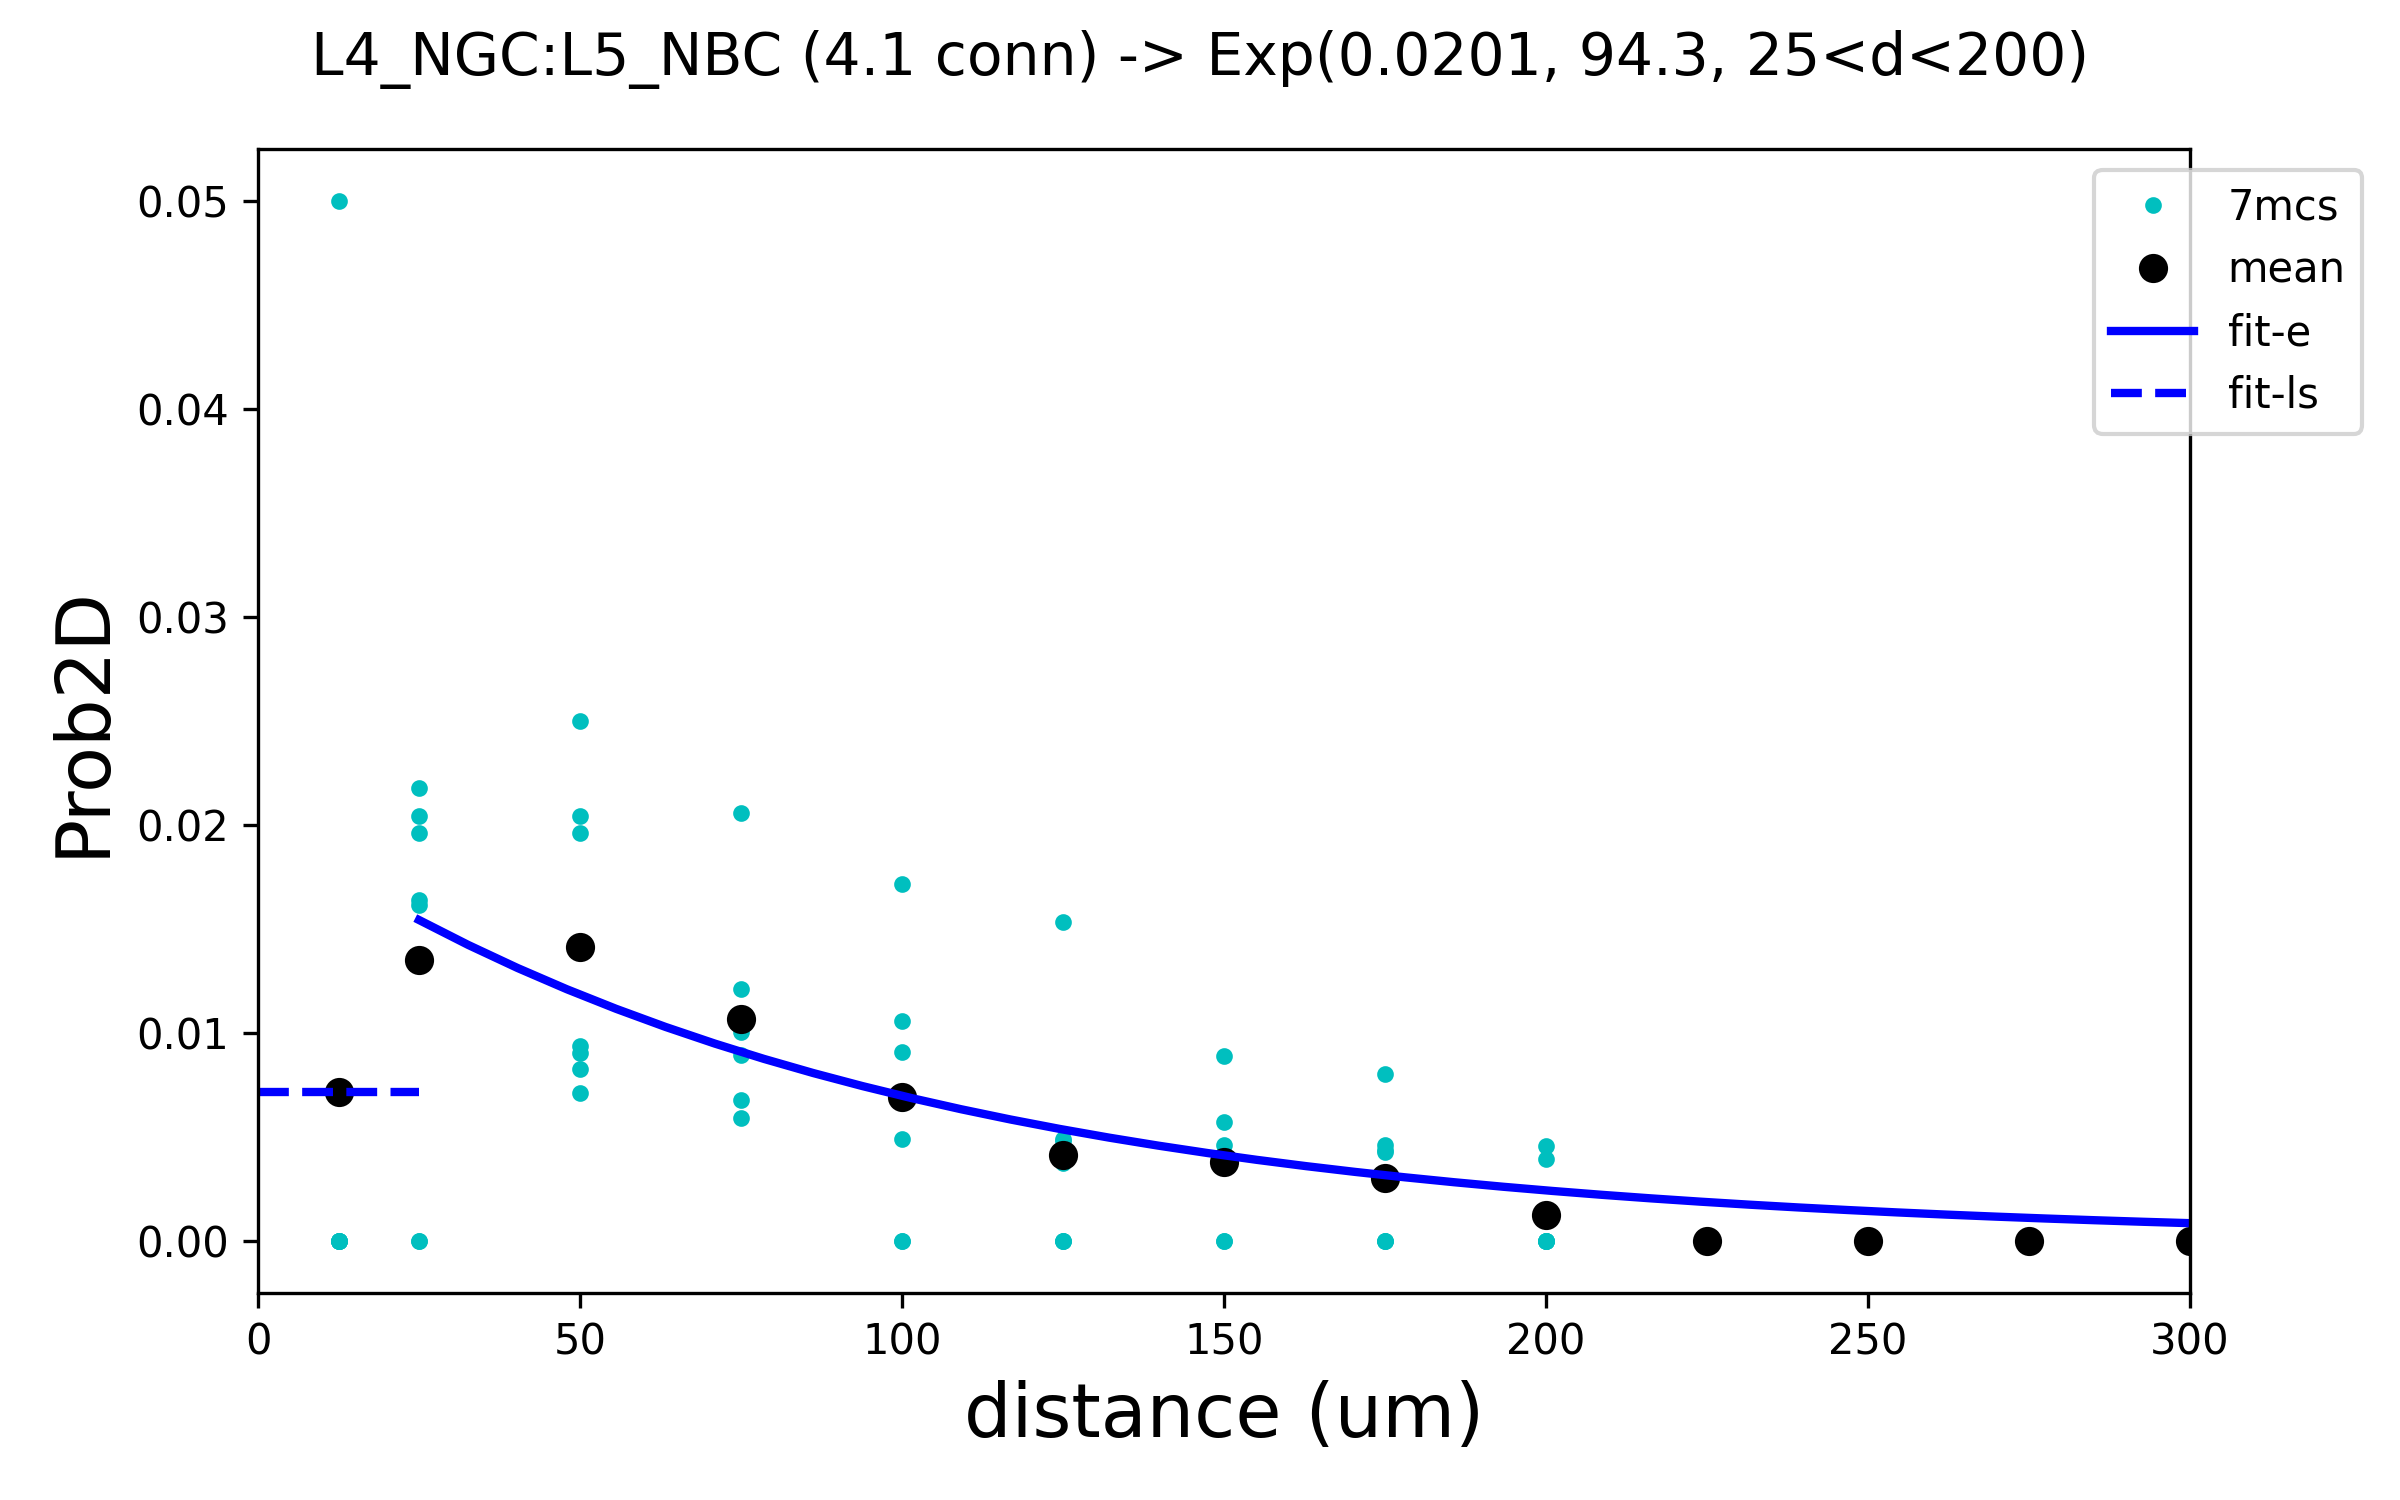 L4_NGC:L5_NBC (4.1 conn) -> Exp(0.0201, 94.3, 25<d<200)
7mcs
mean
fit-e
fit-ls
0.05
0.04
0.03
0.02
0.01
0.00
Prob2D
0 50 100 150 200 250 300
distance (um)